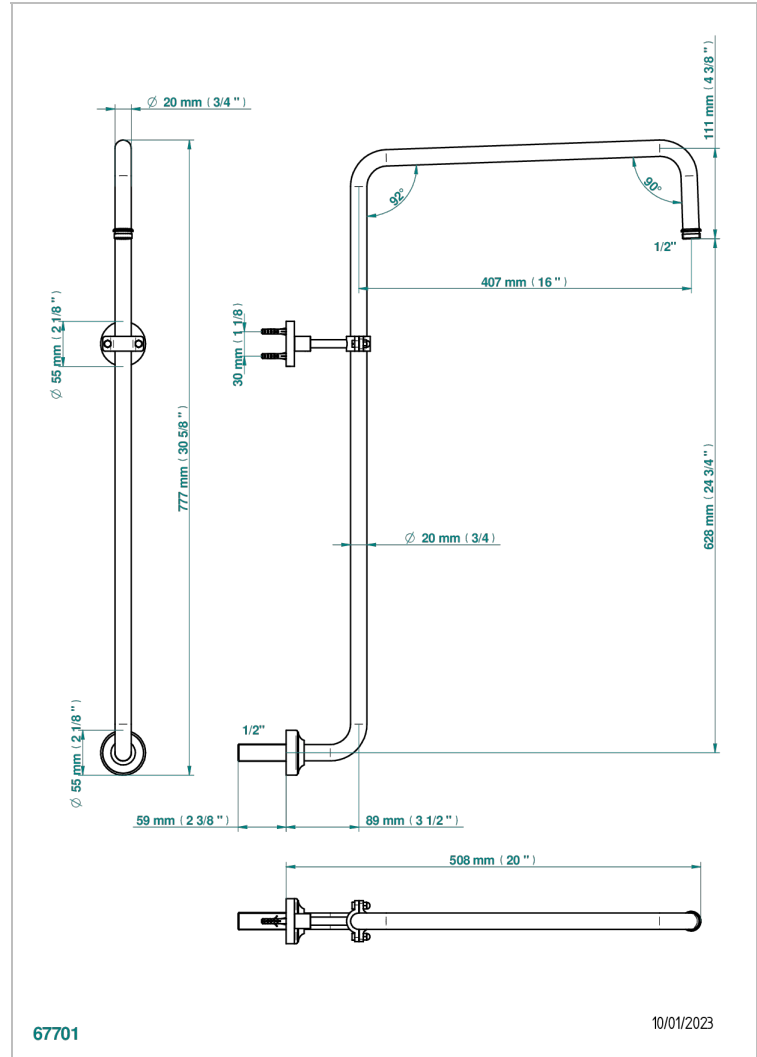 ∅ 20 mm ( 3/4 " )
111 mm ( 4 3/8 " )
92°
90°
1/2"
407 mm ( 16 " )
∅ 55 mm ( 2 1/8 " )
30 mm ( 1 1/8 )
777 mm ( 30 5/8 " )
628 mm ( 24 3/4 " )
∅ 20 mm ( 3/4 )
∅ 55 mm ( 2 1/8 " )
1/2"
59 mm ( 2 3/8 " )
89 mm ( 3 1/2 " )
508 mm ( 20 " )
67701
10/01/2023